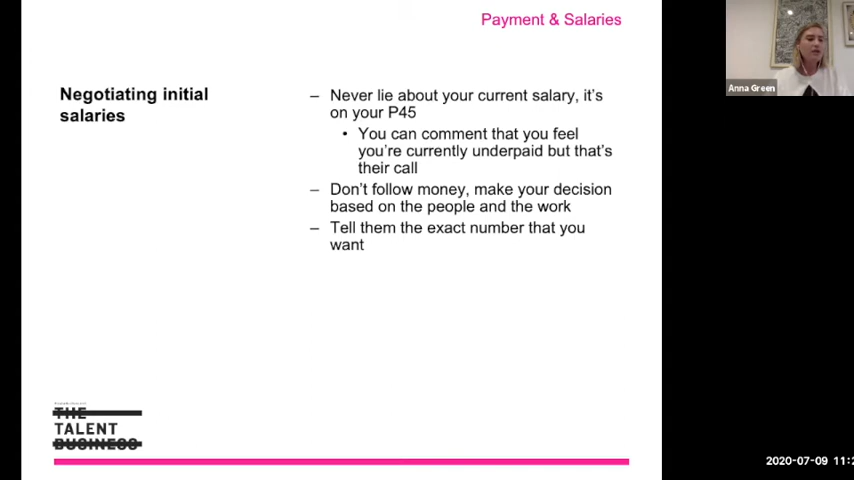 Payment & Salaries
Anna Green
Negotiating initial
salaries
– Never lie about your current salary, it's
on your P45
• You can comment that you feel
you're currently underpaid but that's
their call
– Don't follow money, make your decision
based on the people and the work
– Tell them the exact number that you
want
THE
TALENT
BUSINESS
2020-07-09 11:2